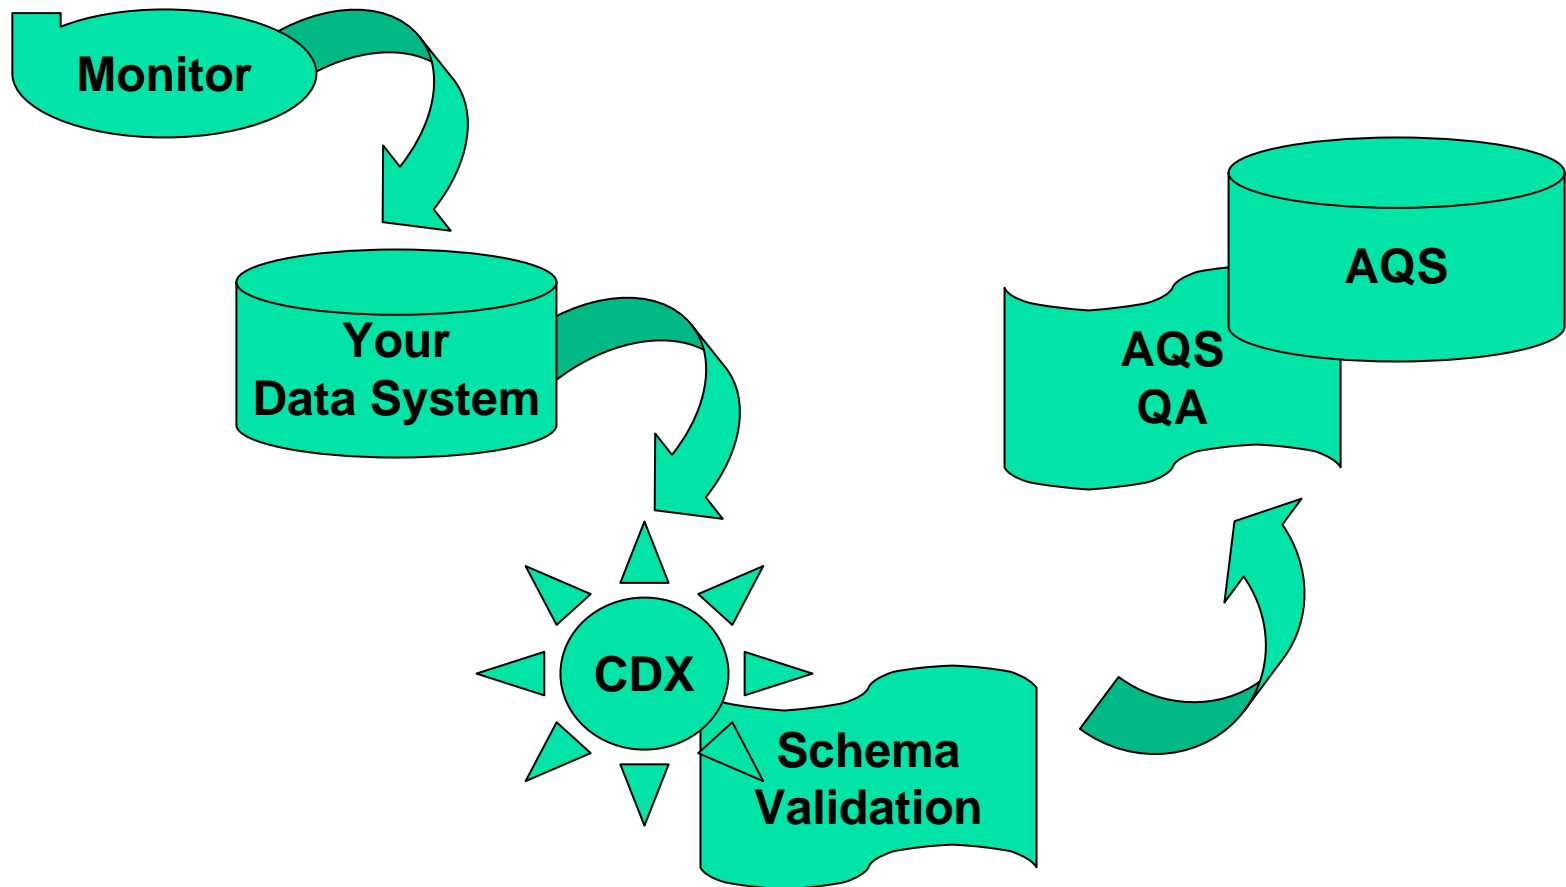 Monitor
Your
Data System
CDX
Schema
Validation
AQS
QA
AQS